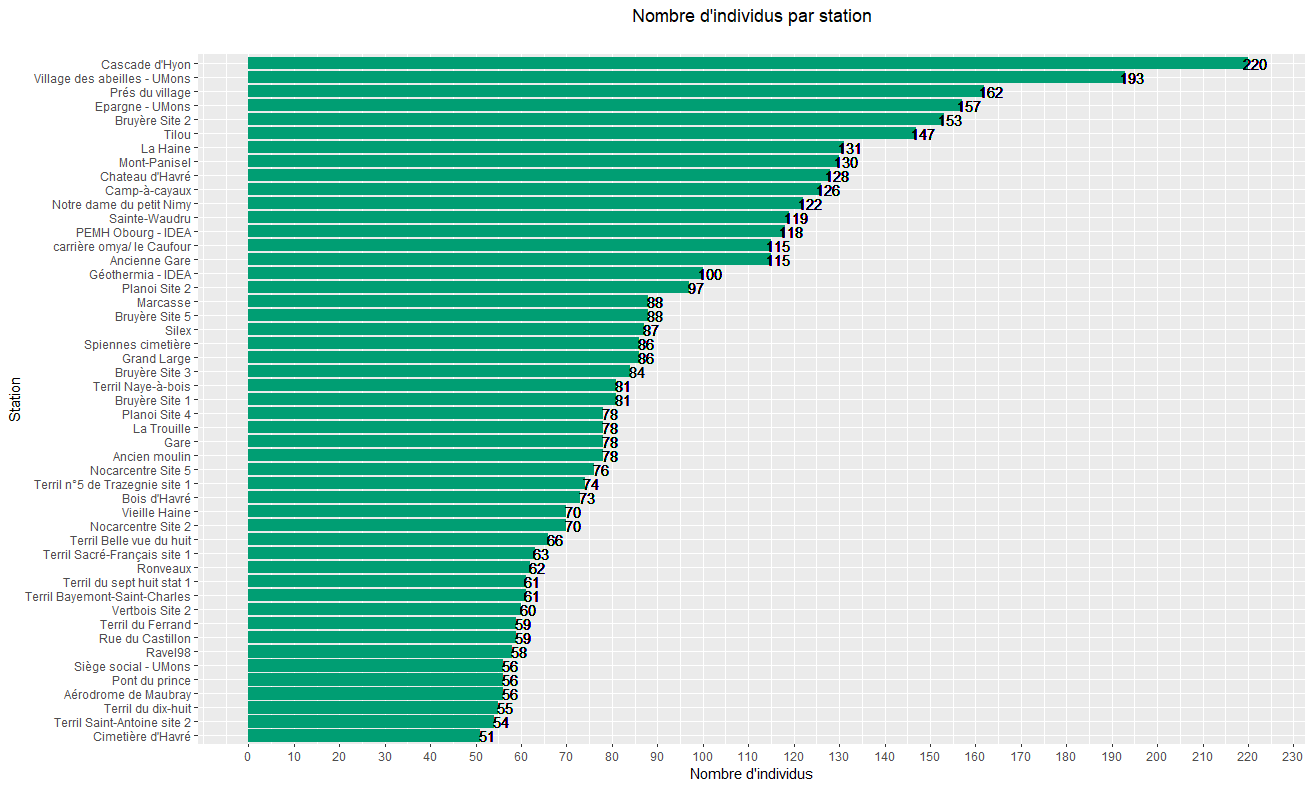 Nombre d'individus par station
Station
Cascade d'Hyon 220
Village des abeilles - UMons 193
Prés du village 162
Epargne - UMons 157
Bruyère Site 2 153
Tilou 147
La Haine 131
Mont-Panisel 130
Chateau d'Havré 128
Camp-à-cayaux 126
Notre dame du petit Nimy 122
Sainte-Waudru 119
PEMH Obourg - IDEA 118
carrière omya/ le Caufour 115
Ancienne Gare 115
Géothermia - IDEA 100
Planoi Site 2 97
Marcasse 88
Bruyère Site 5 88
Silex 87
Spiennes cimetière 86
Grand Large 86
Bruyère Site 3 84
Terril Naye-à-bois 81
Bruyère Site 1 81
Planoi Site 4 78
La Trouille 78
Gare 78
Ancien moulin 78
Nocarcentre Site 5 76
Terril n°5 de Trazegnie site 1 74
Bois d'Havré 73
Vieille Haine 70
Nocarcentre Site 2 70
Terril Belle vue du huit 66
Terril Sacré-Français site 1 63
Ronveaux 62
Terril du sept huit stat 1 61
Terril Bayemont-Saint-Charles 61
Vertbois Site 2 60
Terril du Ferrand 59
Rue du Castillon 59
Ravel98 58
Siège social - UMons 56
Pont du prince 56
Aérodrome de Maubray 56
Terril du dix-huit 55
Terril Saint-Antoine site 2 54
Cimetière d'Havré 51
0 10 20 30 40 50 60 70 80 90 100 110 120 130 140 150 160 170 180 190 200 210 220 230
Nombre d'individus